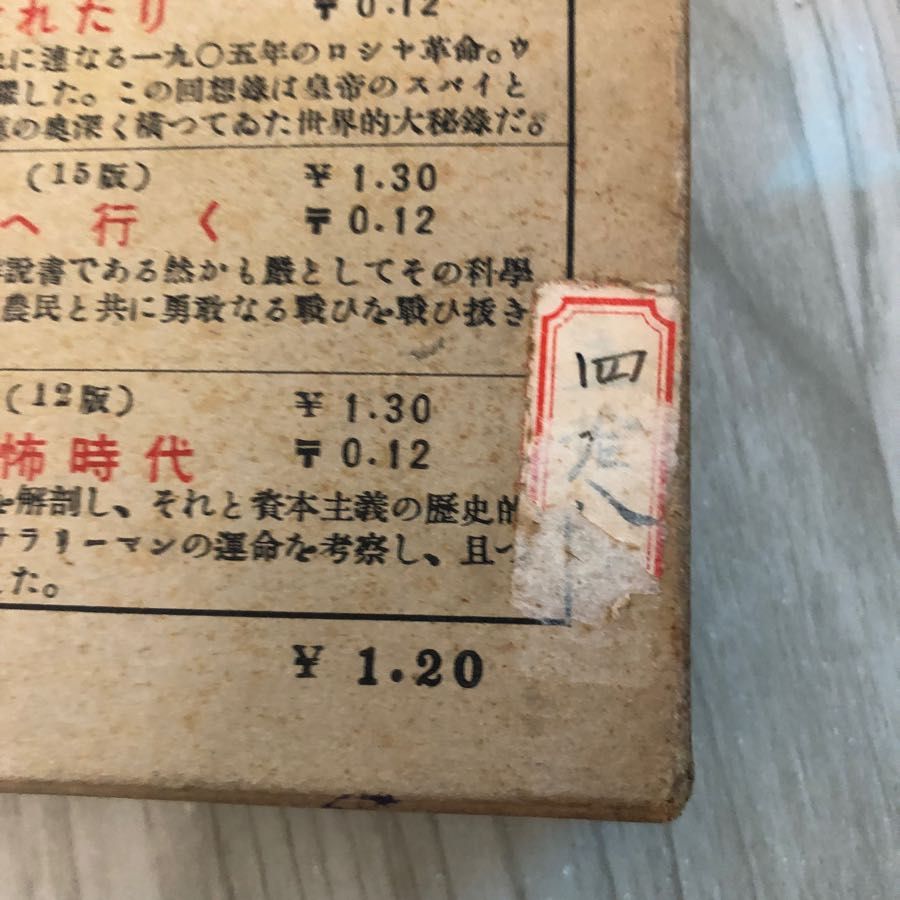 れたり 〒0.12
に連なる一九〇五年のロシヤ革命。ウ
躍した。この回想錄は皇帝のスパイと
の奥深く橫つてゐた世界的大秘錄だ。
(15版) ¥1.30
へ行く 〒0.12
說書である然かも嚴としてその科學
農民と共に勇敢なる戰ひを戰ひ拔き
(12版) ¥1.30
怖時代 〒0.12
を解剖し、それと資本主義の歷史的
サラリーマンの運命を考察し、且つ
した。
¥1.20
四
八